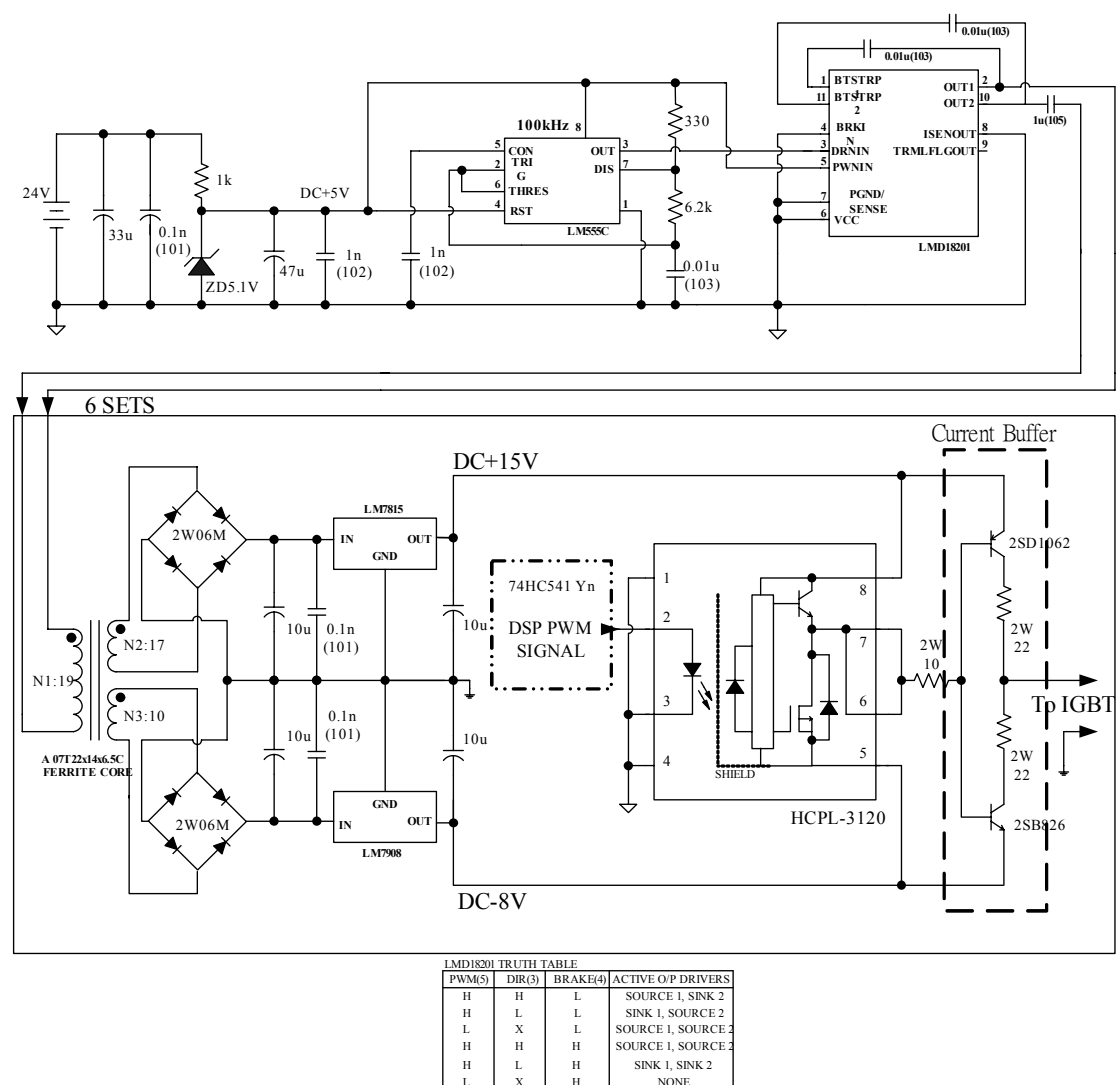 0.01u(103)
0.01u(103)
1 BTSTRP 1 OUT1 2
11 BTSTRP 2 OUT2 10
1u(105)
4 BRKIN ISENOUT 8
3 DRNIN TRMLFLGOUT 9
5 PWNIN
7 PGND/SENSE
6 VCC
LMD18201
100kHz 8
330
5 CON OUT 3
2 TRIG DIS 7
6 THRES
4 RST 1
LM555C
6.2k
0.01u
(103)
24V
1k
DC+5V
33u
0.1n
(101)
ZD5.1V
47u
1n
(102)
1n
(102)
6 SETS
Current Buffer
DC+15V
2W06M
LM7815
IN OUT
GND
N1:19
N2:17
N3:10
A 07T22x14x6.5C
FERRITE CORE
10u
0.1n
(101)
10u
74HC541 Yn
DSP PWM
SIGNAL
1
2
3
4
8
7
6
5
SHIELD
HCPL-3120
2W
10
2SD1062
2W
22
To IGBT
2W
22
2SB826
10u
0.1n
(101)
10u
2W06M
GND
IN OUT
LM7908
DC-8V
LMD18201 TRUTH TABLE
PWM(5) DIR(3) BRAKE(4) ACTIVE O/P DRIVERS
H H L SOURCE 1, SINK 2
H L L SINK 1, SOURCE 2
L X L SOURCE 1, SOURCE 2
H H H SOURCE 1, SOURCE 2
H L H SINK 1, SINK 2
L X H NONE